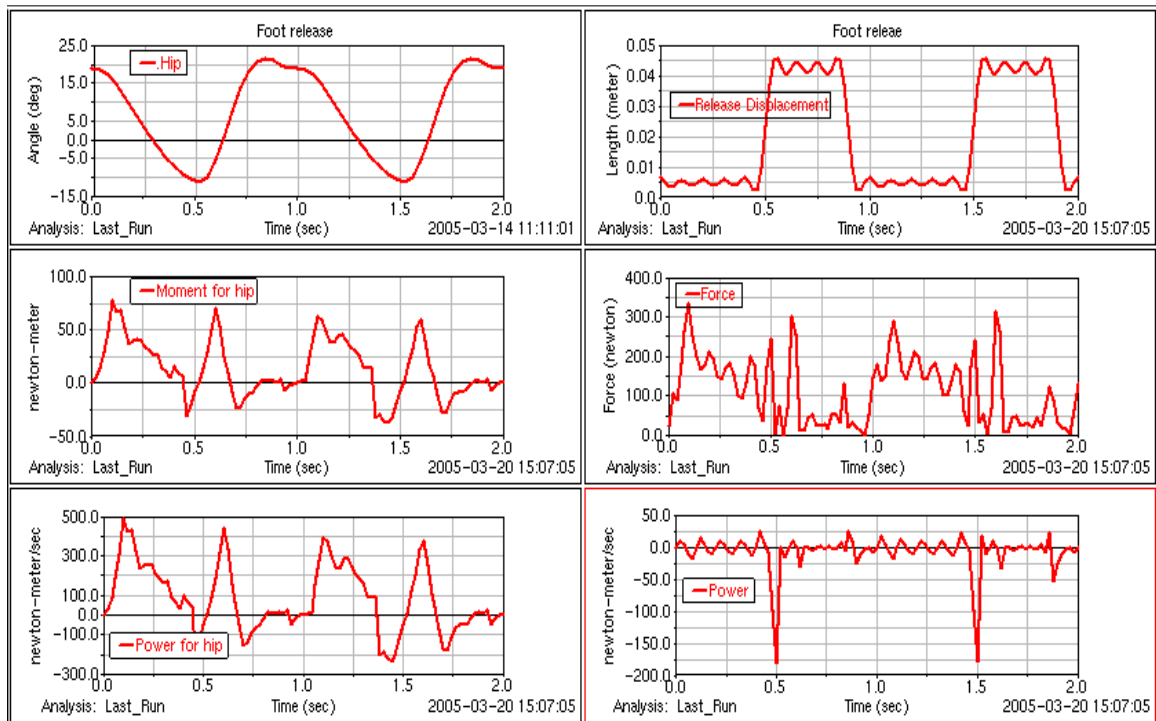 Foot release
25.0
.Hip
15.0
Angle (deg)
5.0
0.0
-5.0
-15.0
0.0 0.5 1.0 1.5 2.0
Analysis: Last_Run Time (sec) 2005-03-14 11:11:01
Foot releae
0.05
0.04
Release Displacement
0.03
Length (meter)
0.02
0.01
0.0
0.0 0.5 1.0 1.5 2.0
Analysis: Last_Run Time (sec) 2005-03-20 15:07:05
100.0
Moment for hip
50.0
newton-meter
0.0
-50.0
0.0 0.5 1.0 1.5 2.0
Analysis: Last_Run Time (sec) 2005-03-20 15:07:05
400.0
Force
300.0
Force (newton)
200.0
100.0
0.0
0.0 0.5 1.0 1.5 2.0
Analysis: Last_Run Time (sec) 2005-03-20 15:07:05
500.0
300.0
newton-meter/sec
100.0
0.0
-100.0
Power for hip
-300.0
0.0 0.5 1.0 1.5 2.0
Analysis: Last_Run Time (sec) 2005-03-20 15:07:05
50.0
0.0
newton-meter/sec
-50.0
Power
-100.0
-150.0
-200.0
0.0 0.5 1.0 1.5 2.0
Analysis: Last_Run Time (sec) 2005-03-20 15:07:05